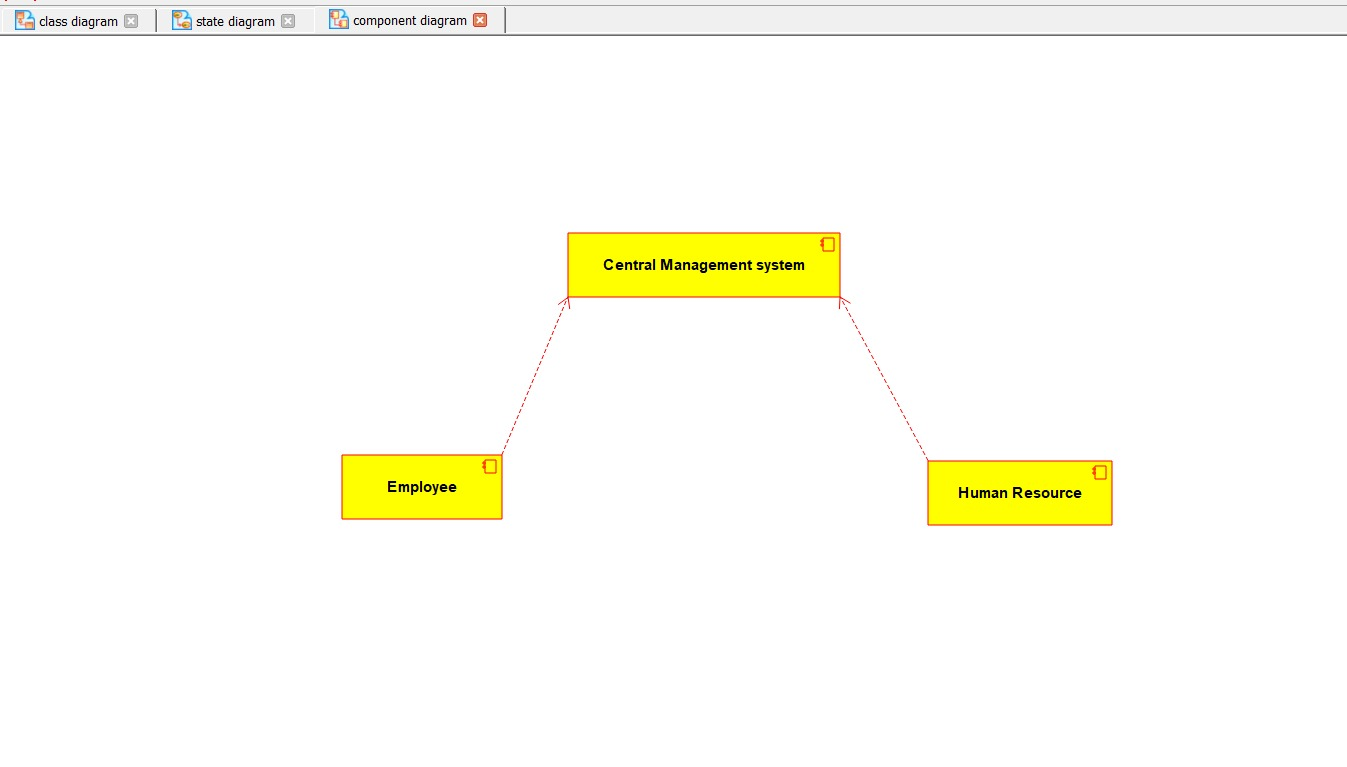 class diagram
state diagram
component diagram
Central Management system
Employee
Human Resource